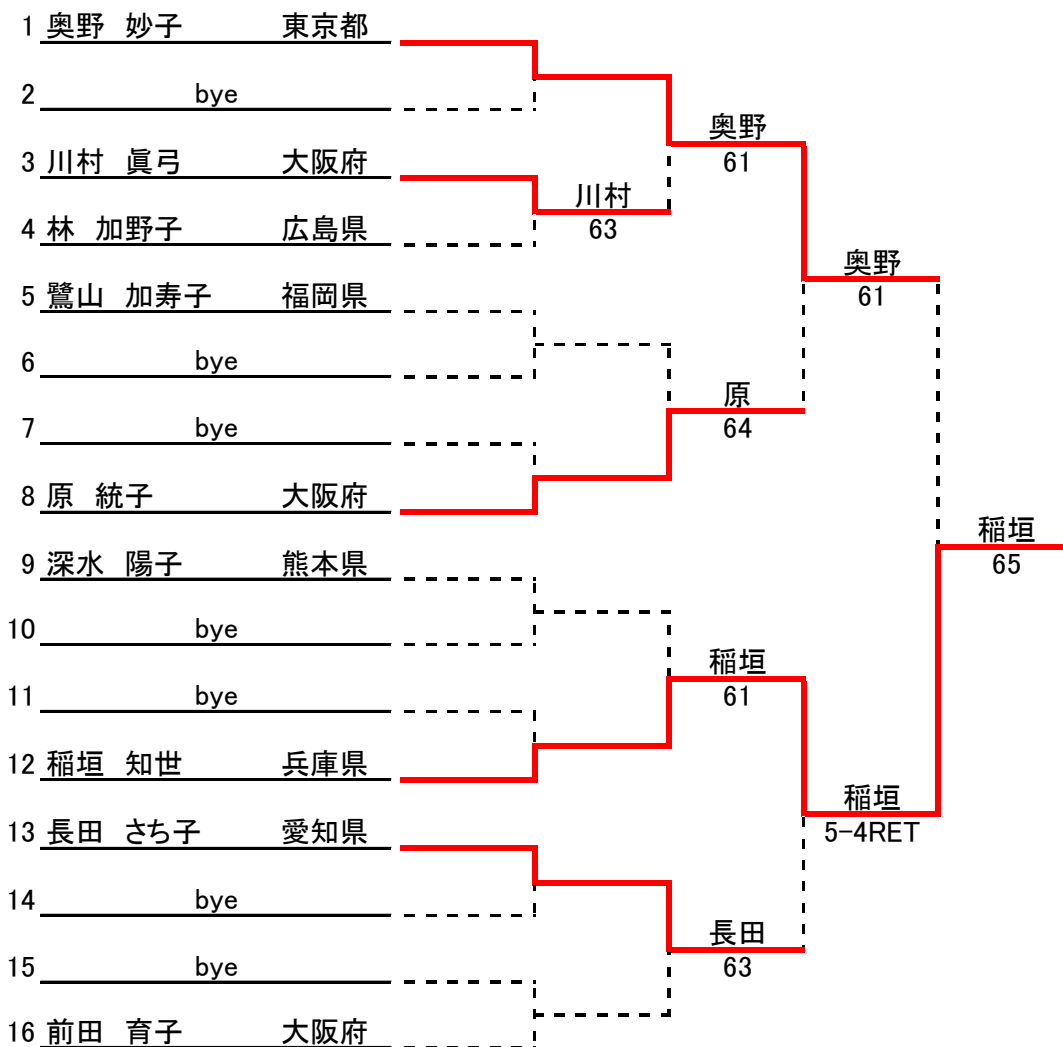 1 奥野 妙子 東京都
2 bye
3 川村 眞弓 大阪府
4 林 加野子 広島県
5 鷺山 加寿子 福岡県
6 bye
7 bye
8 原 統子 大阪府
9 深水 陽子 熊本県
10 bye
11 bye
12 稲垣 知世 兵庫県
13 長田 さち子 愛知県
14 bye
15 bye
16 前田 育子 大阪府
川村
63
奥野
61
原
64
稲垣
61
長田
63
奥野
61
稲垣
5-4RET
稲垣
65